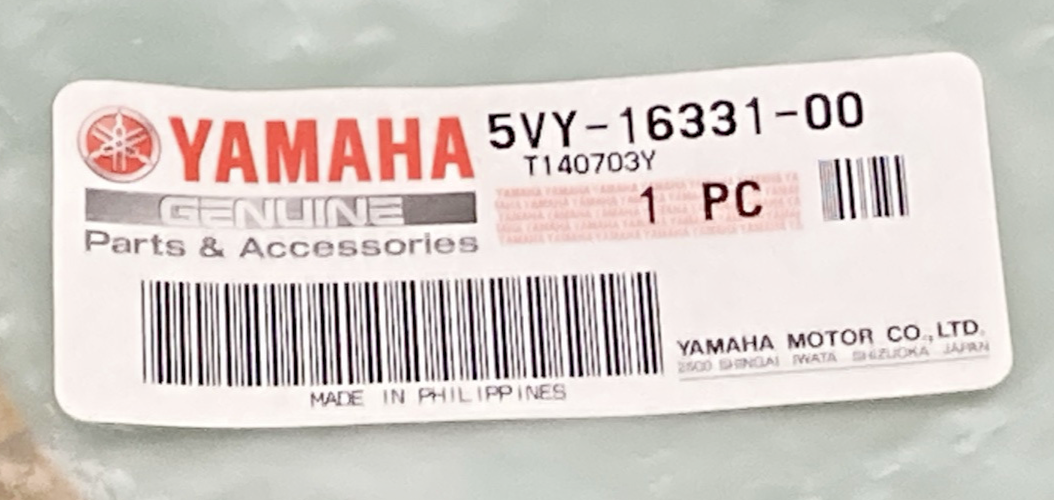 YAMAHA
GENUINE
Parts & Accessories
5VY-16331-00
T140703Y
1 PC
MADE IN PHILIPPINES
YAMAHA MOTOR CO.,LTD.
2500 SHINGAI IWATA SHIZUOKA JAPAN